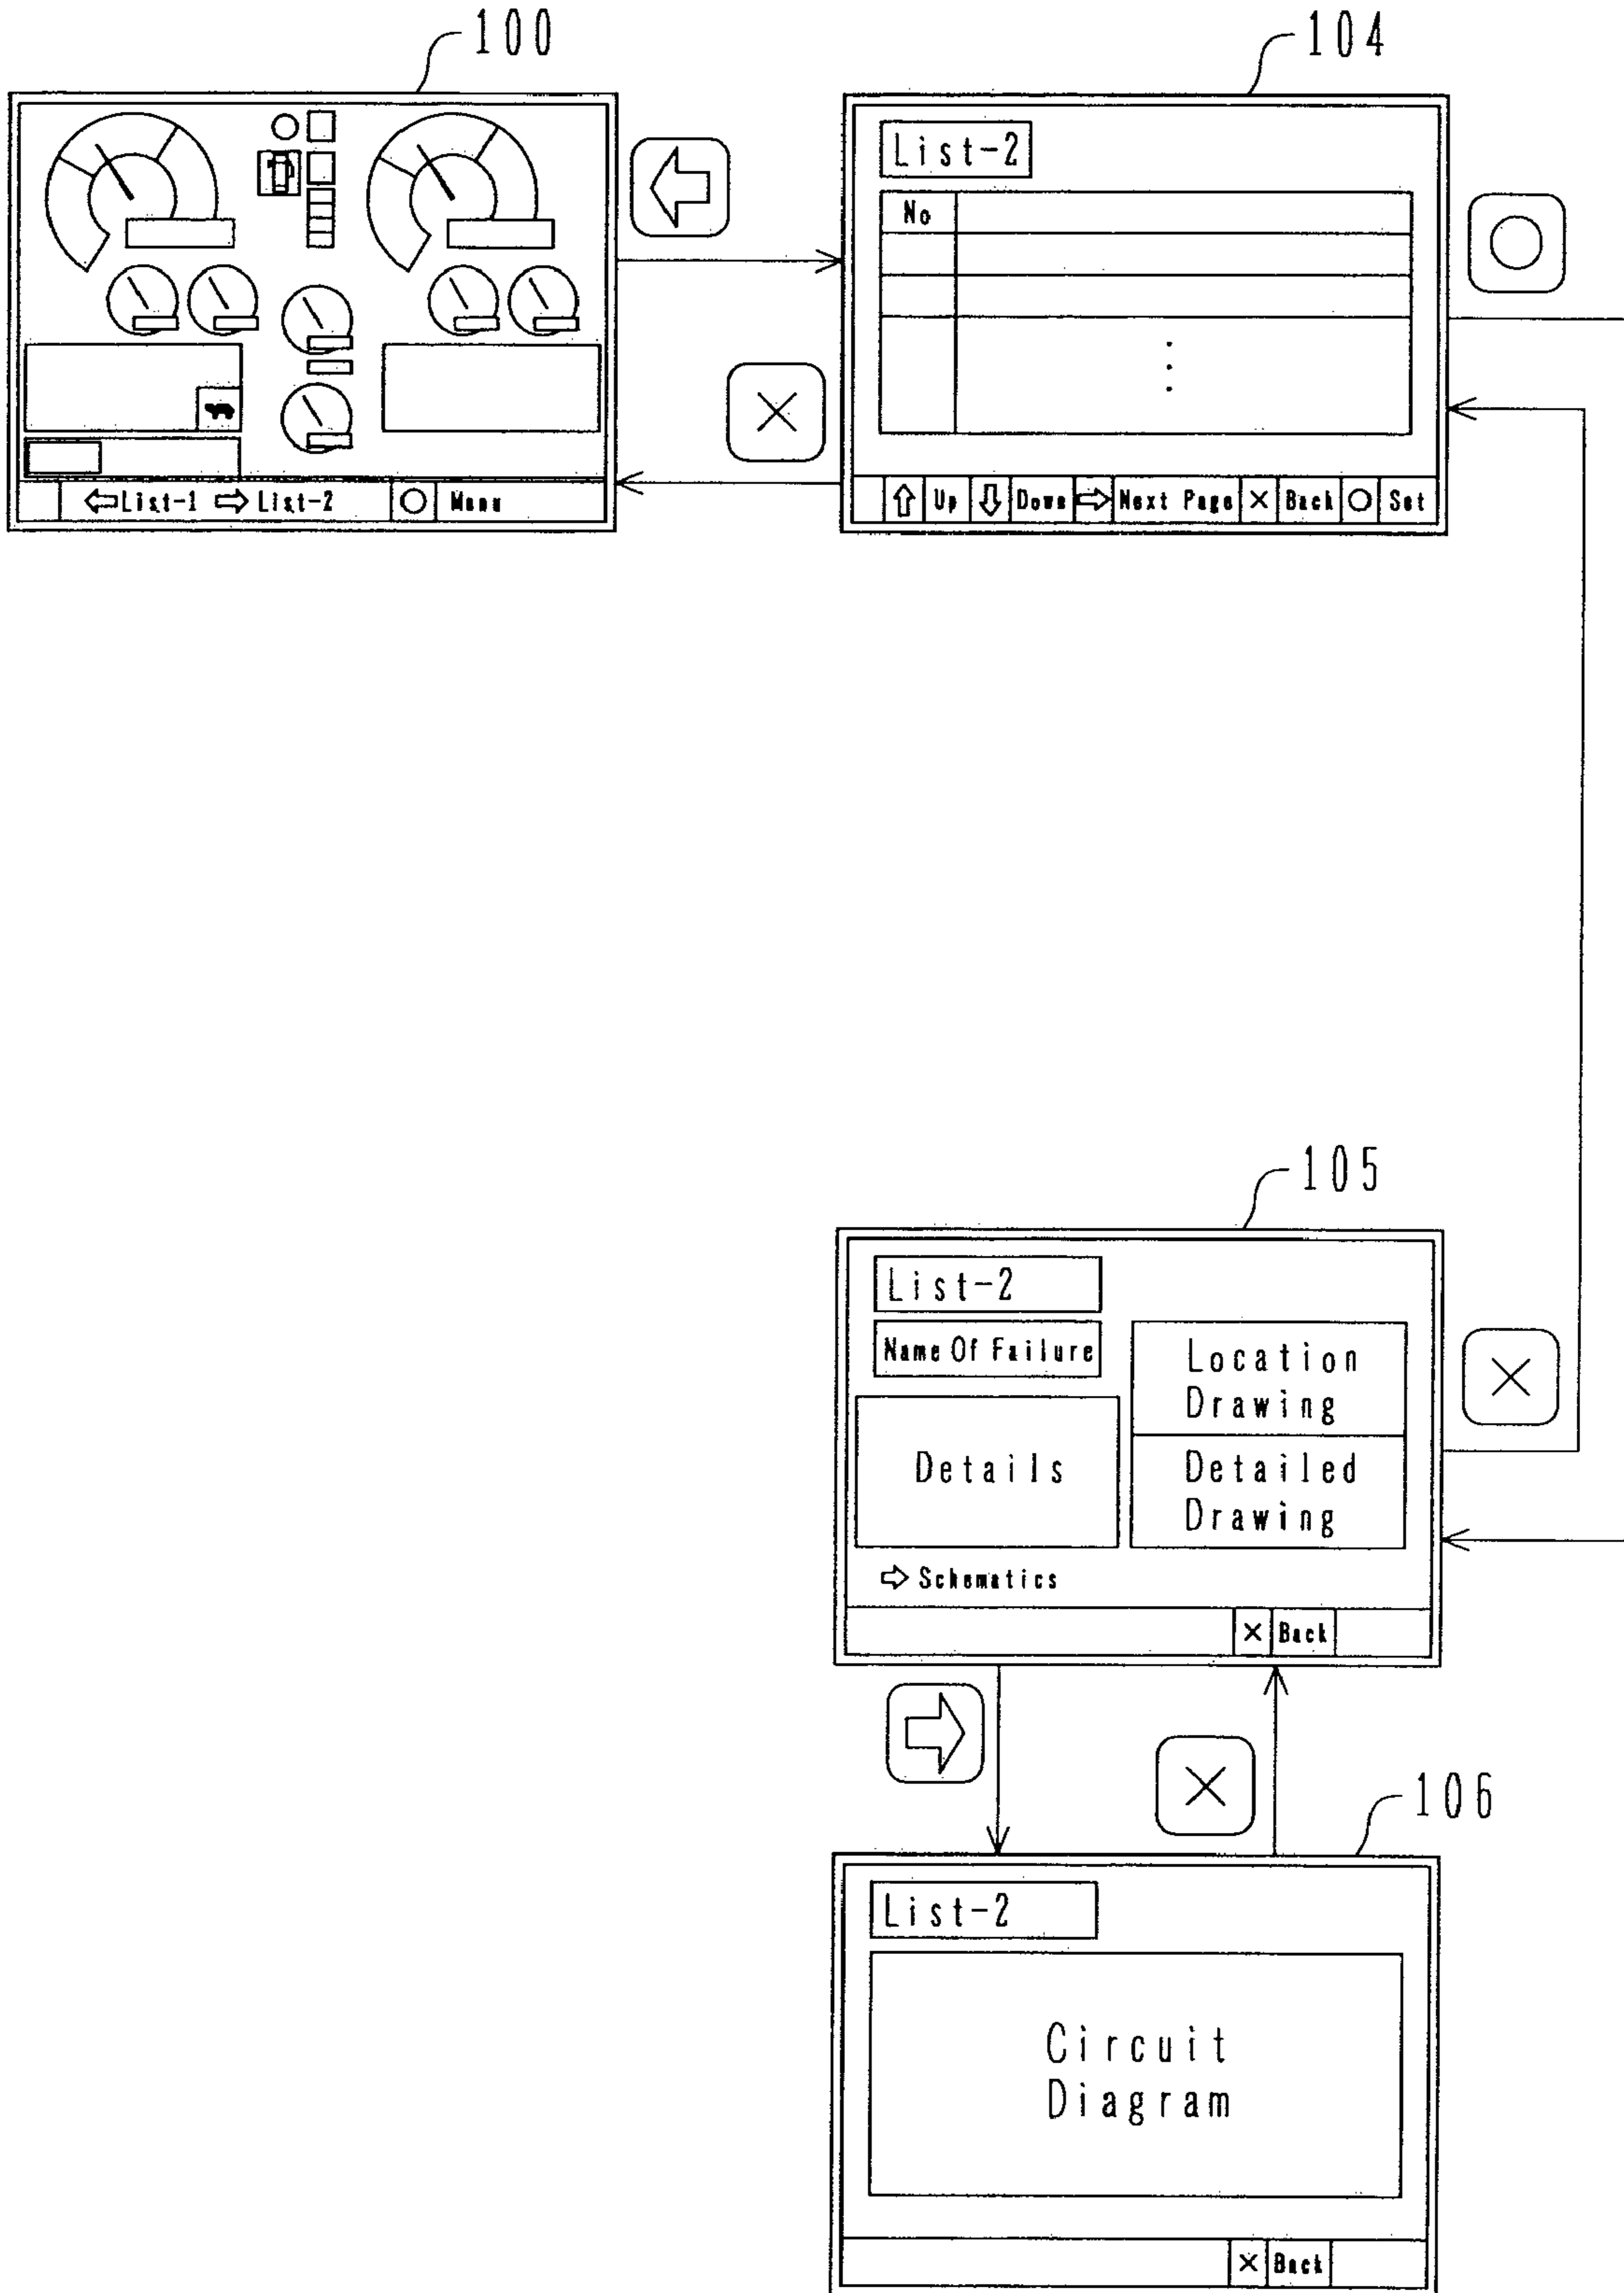 100
104
List-2
No
⇦List-1 ⇨List-2 ○ Menu
⇧ Up ⇩ Down ⇨ Next Page × Back ○ Set
105
List-2
Name Of Failure
Location
Drawing
Details
Detailed
Drawing
⇨ Schematics
× Back
106
List-2
Circuit
Diagram
× Back